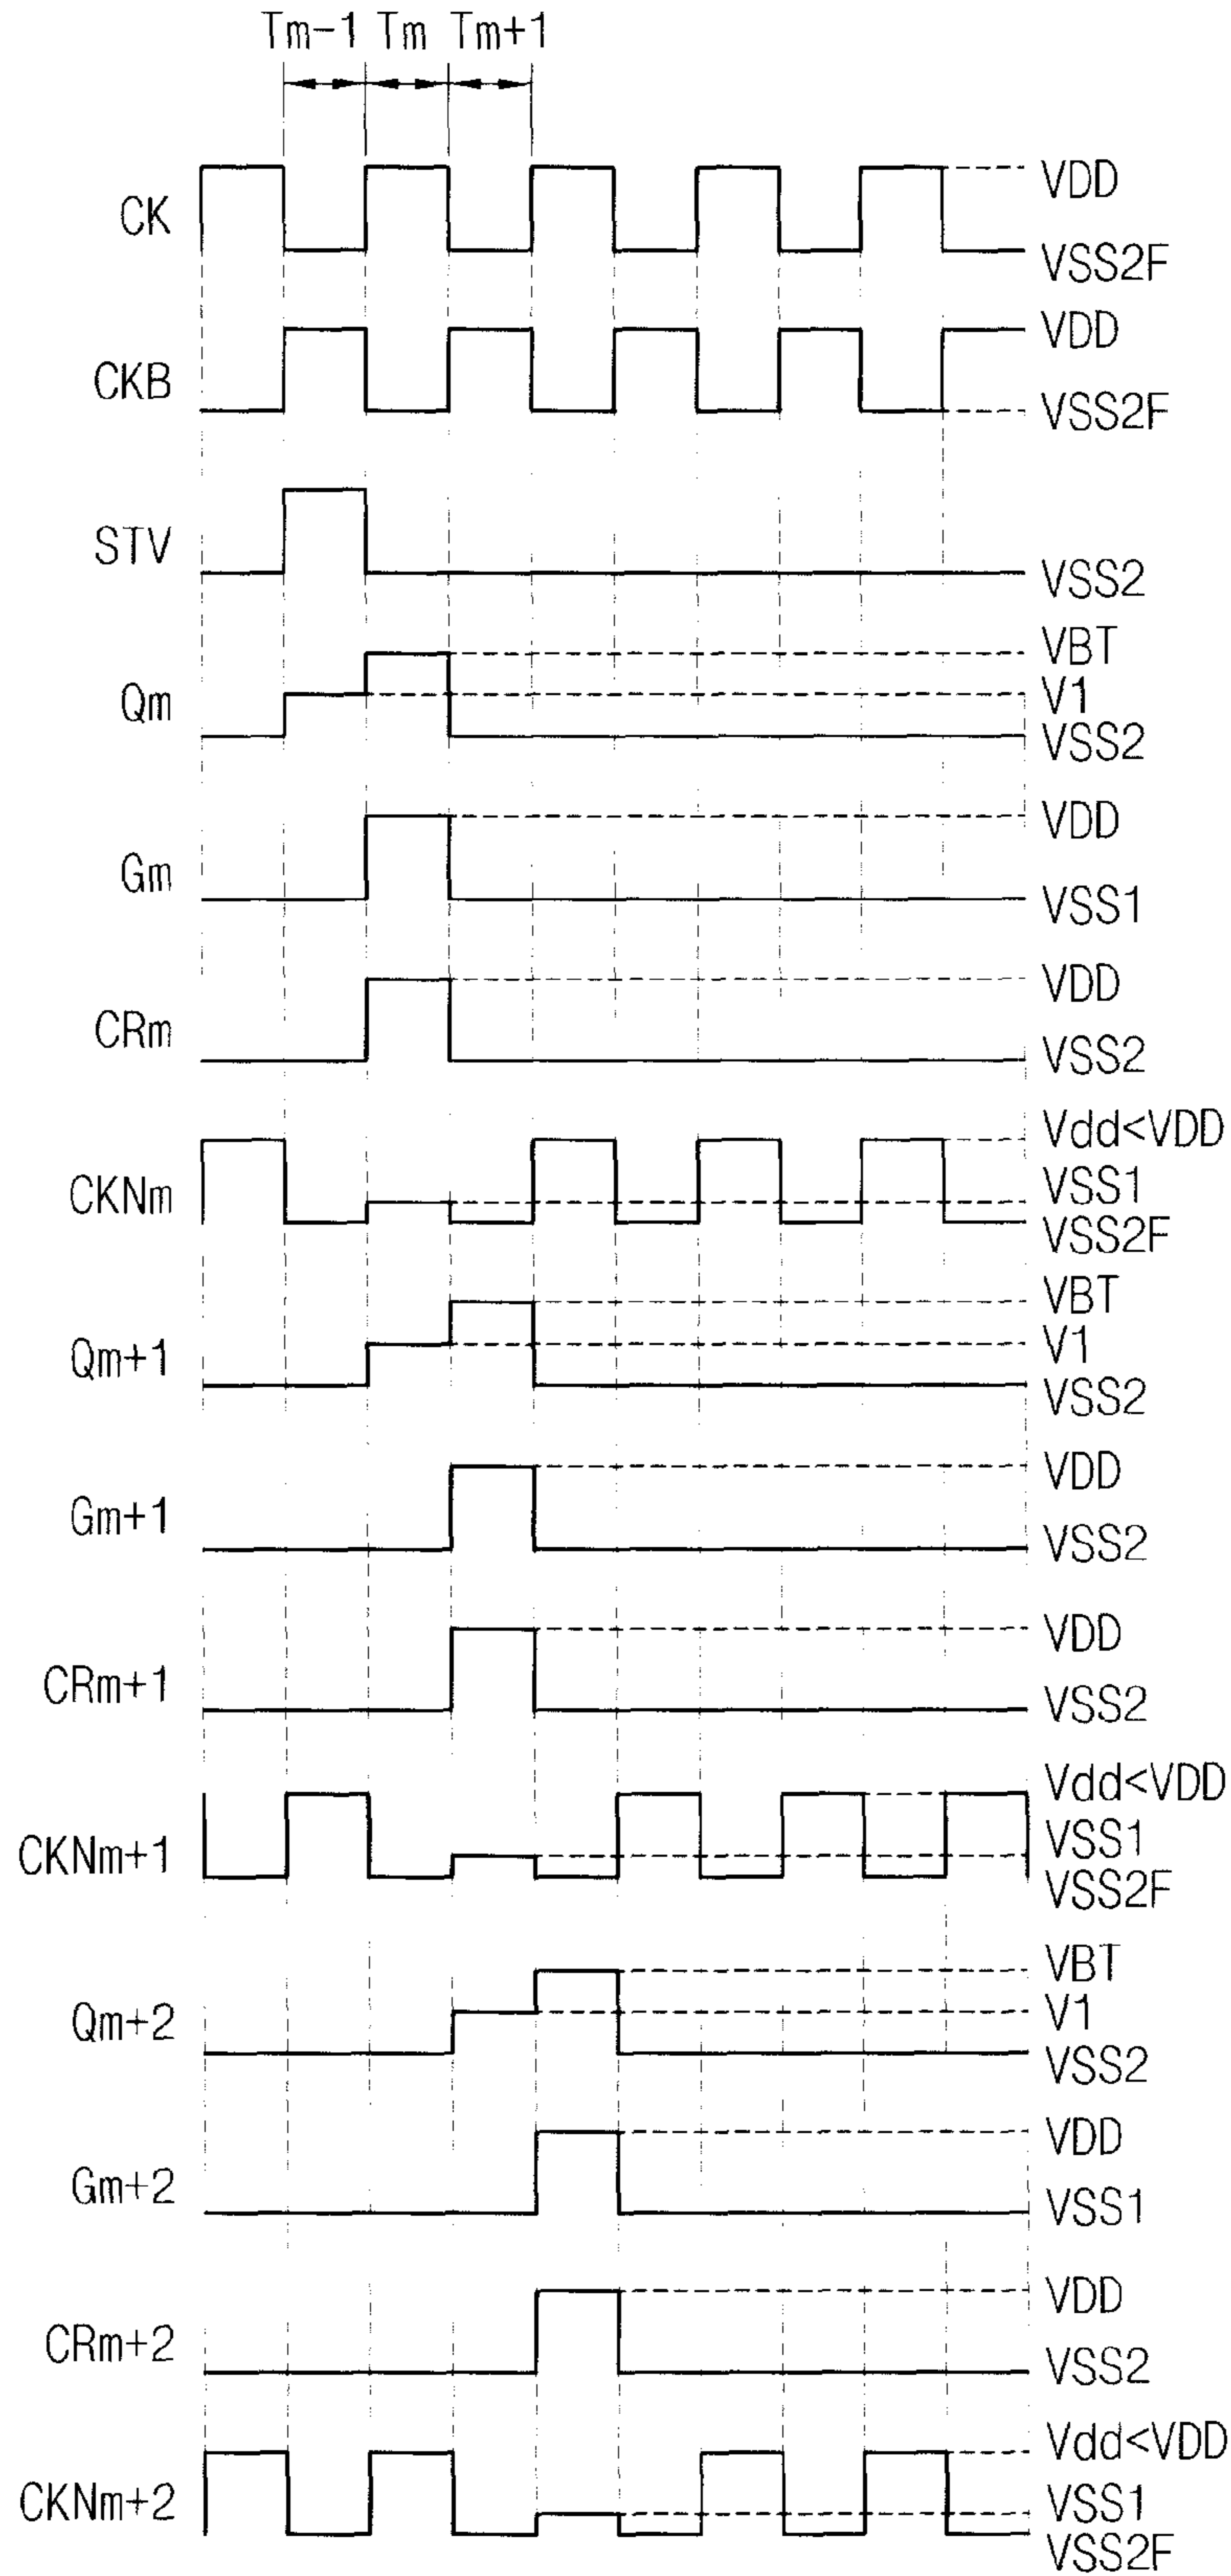 Tm-1 Tm Tm+1
CK
VDD
VSS2F
CKB
VDD
VSS2F
STV
VSS2
Qm
VBT
V1
VSS2
Gm
VDD
VSS1
CRm
VDD
VSS2
CKNm
Vdd<VDD
VSS1
VSS2F
Qm+1
VBT
V1
VSS2
Gm+1
VDD
VSS2
CRm+1
VDD
VSS2
CKNm+1
Vdd<VDD
VSS1
VSS2F
Qm+2
VBT
V1
VSS2
Gm+2
VDD
VSS1
CRm+2
VDD
VSS2
CKNm+2
Vdd<VDD
VSS1
VSS2F